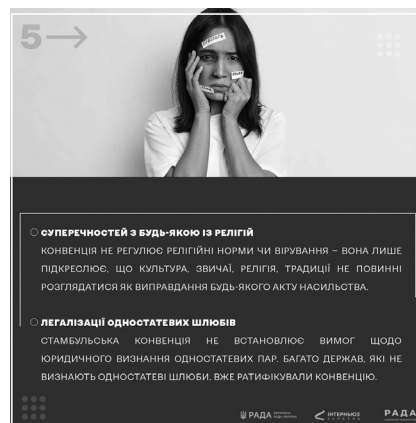 5→
СУПЕРЕЧНОСТЕЙ З БУДЬ-ЯКОЮ ІЗ РЕЛІГІЙ
КОНВЕНЦІЯ НЕ РЕГУЛЮЄ РЕЛІГІЙНІ НОРМИ ЧИ ВІРУВАННЯ – ВОНА ЛИШЕ
ПІДКРЕСЛЮЄ, ЩО КУЛЬТУРА, ЗВИЧАЇ, РЕЛІГІЯ, ТРАДИЦІЇ НЕ ПОВИННІ
РОЗГЛЯДАТИСЯ ЯК ВИПРАВДАННЯ БУДЬ-ЯКОГО АКТУ НАСИЛЬСТВА.
ЛЕГАЛІЗАЦІЇ ОДНОСТАТЕВИХ ШЛЮБІВ
СТАМБУЛЬСЬКА КОНВЕНЦІЯ НЕ ВСТАНОВЛЮЄ ВИМОГ ЩОДО
ЮРИДИЧНОГО ВИЗНАННЯ ОДНОСТАТЕВИХ ПАР. БАГАТО ДЕРЖАВ, ЯКІ НЕ
ВИЗНАЮТЬ ОДНОСТАТЕВІ ШЛЮБИ, ВЖЕ РАТИФІКУВАЛИ КОНВЕНЦІЮ.
РАДА ІНТЕРНЬЮЗ УКРАЇНА РАДА